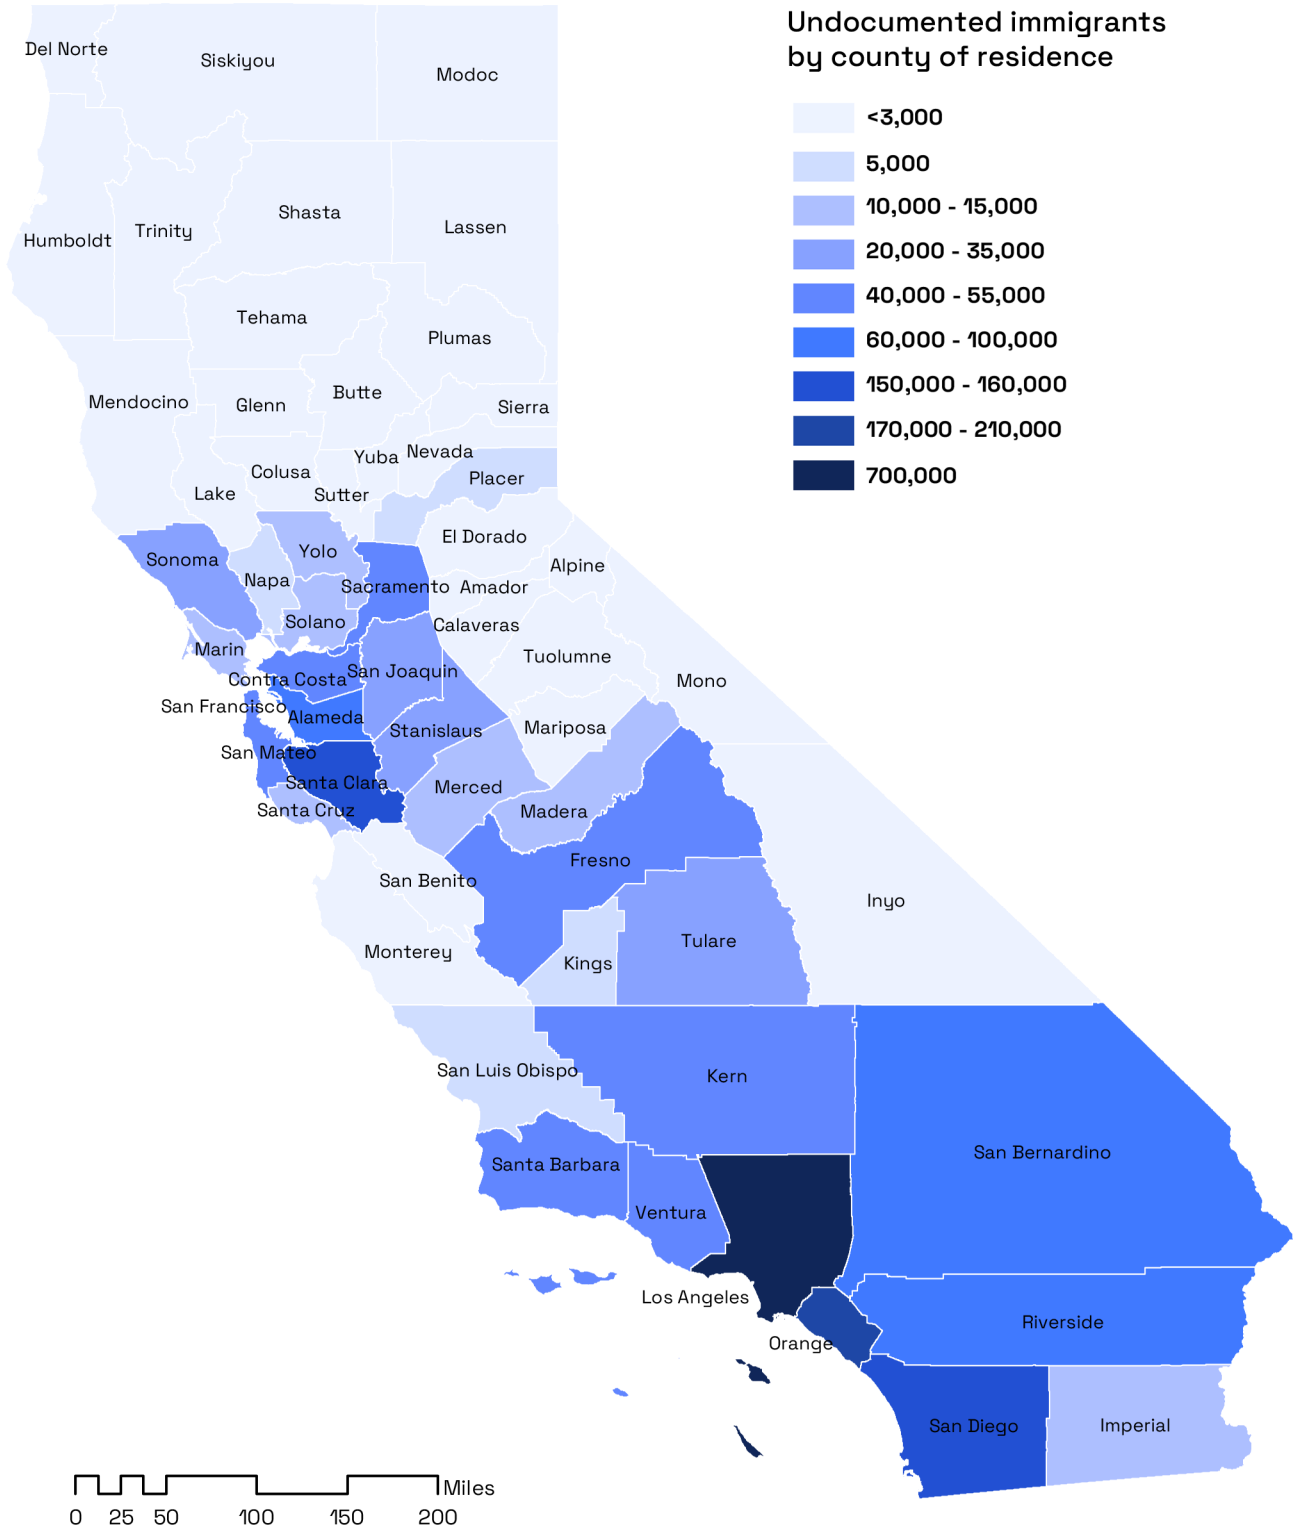 Undocumented immigrants
by county of residence
<3,000
5,000
10,000 - 15,000
20,000 - 35,000
40,000 - 55,000
60,000 - 100,000
150,000 - 160,000
170,000 - 210,000
700,000
Del Norte
Siskiyou
Modoc
Humboldt
Trinity
Shasta
Lassen
Tehama
Plumas
Mendocino
Glenn
Butte
Sierra
Colusa
Yuba
Nevada
Lake
Sutter
Placer
El Dorado
Sonoma
Yolo
Alpine
Napa
Sacramento
Amador
Solano
Calaveras
Marin
Tuolumne
Contra Costa
San Joaquin
Mono
San Francisco
Alameda
Stanislaus
Mariposa
San Mateo
Santa Clara
Merced
Santa Cruz
Madera
San Benito
Fresno
Inyo
Monterey
Kings
Tulare
San Luis Obispo
Kern
San Bernardino
Santa Barbara
Ventura
Los Angeles
Riverside
Orange
San Diego
Imperial
Miles
0 25 50 100 150 200